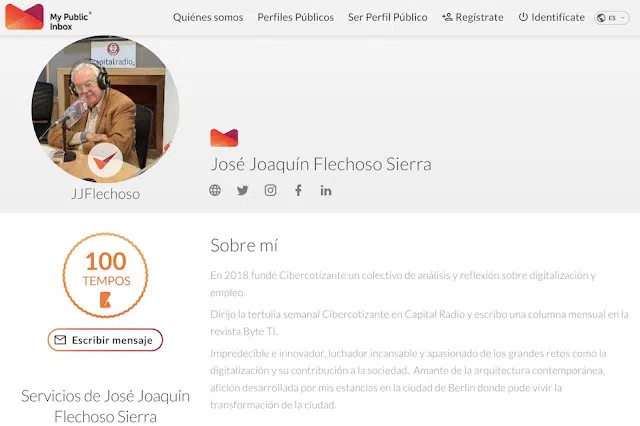 My Public®
Inbox
Quiénes somos
Perfiles Públicos
Ser Perfil Público
Regístrate
Identifícate
ES
capitalradio
JJFlechoso
José Joaquín Flechoso Sierra
100
TEMPOS
Escribir mensaje
Servicios de José Joaquín
Flechoso Sierra
Sobre mí
En 2018 fundé Cibercotizante un colectivo de análisis y reflexión sobre digitalización y
empleo.
Dirijo la tertulia semanal Cibercotizante en Capital Radio y escribo una columna mensual en la
revista Byte TI.
Impredecible e innovador, luchador incansable y apasionado de los grandes retos como la
digitalización y su contribución a la sociedad. Amante de la arquitectura contemporánea,
afición desarrollada por mis estancias en la ciudad de Berlín donde pude vivir la
transformación de la ciudad.